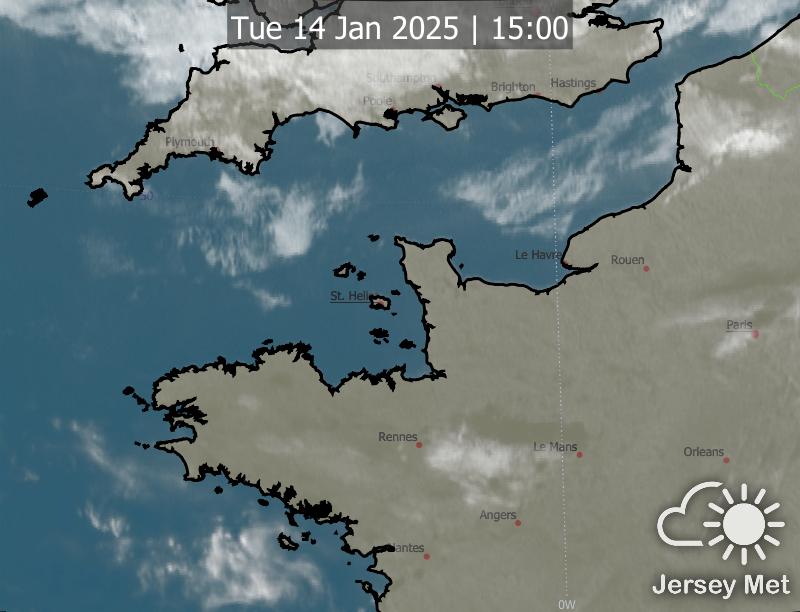 Tue 14 Jan 2025 | 15:00
Southampton
Brighton
Hastings
Poole
Plymouth
50
Le Havre
Rouen
St. Helier
Paris
Rennes
Le Mans
Orleans
Angers
Nantes
0W
Jersey Met